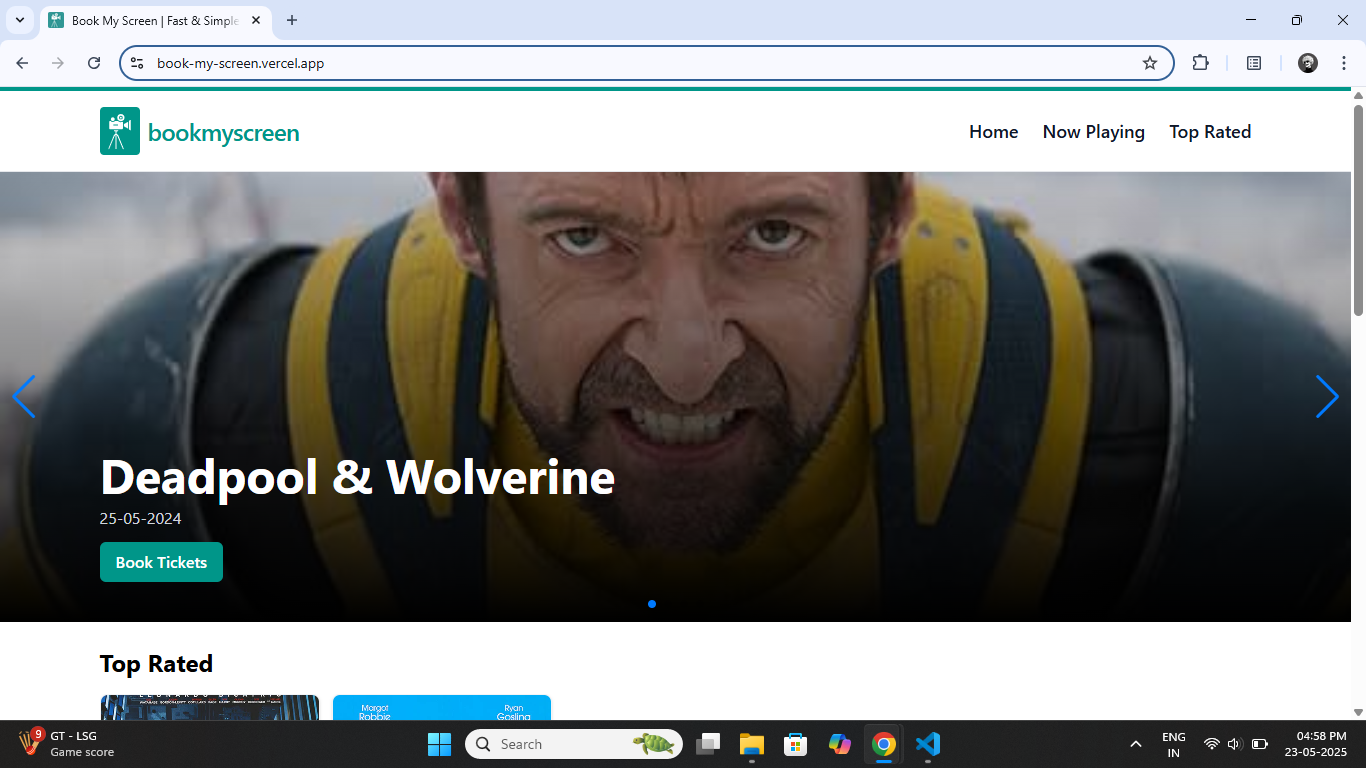 Book My Screen | Fast & Simple
book-my-screen.vercel.app
bookmyscreen
Home
Now Playing
Top Rated
Deadpool & Wolverine
25-05-2024
Book Tickets
Top Rated
Margot
Robbie
Ryan
Gosling
9
GT - LSG
Game score
Search
ENG
IN
04:58 PM
23-05-2025